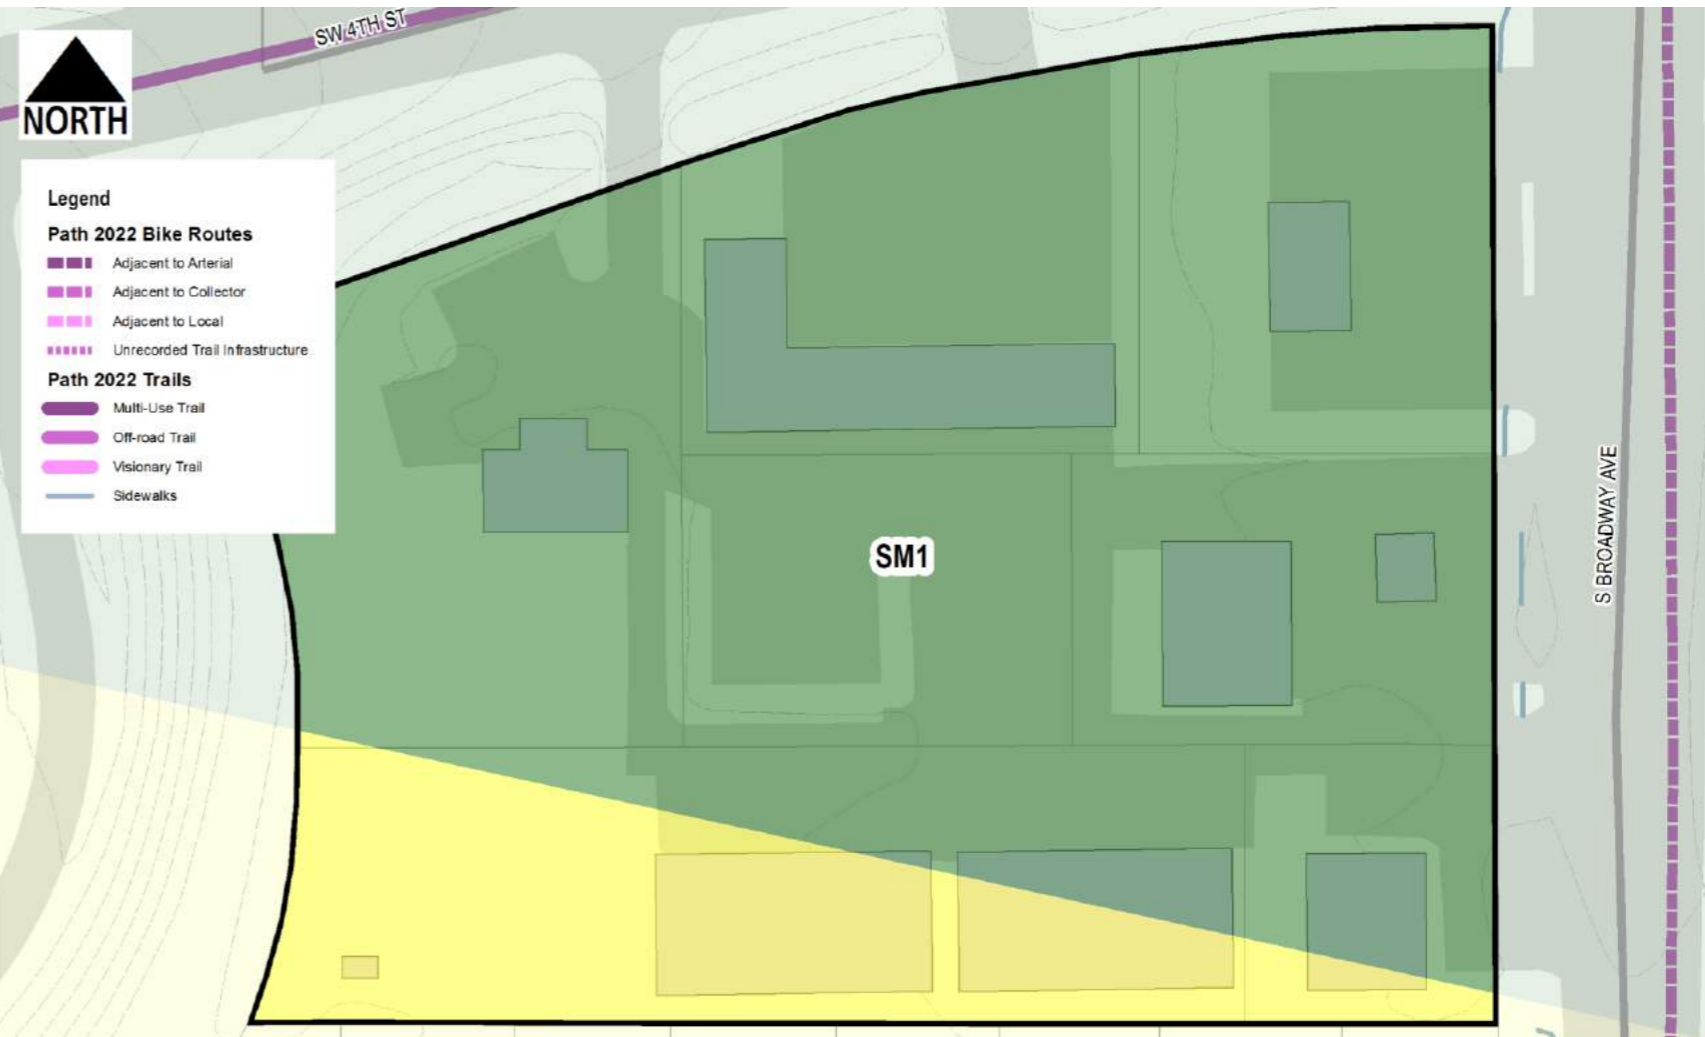 SW 4TH ST
NORTH
Legend
Path 2022 Bike Routes
Adjacent to Arterial
Adjacent to Collector
Adjacent to Local
Unrecorded Trail Infrastructure
Path 2022 Trails
Multi-Use Trail
Off-road Trail
Visionary Trail
Sidewalks
SM1
S BROADWAY AVE